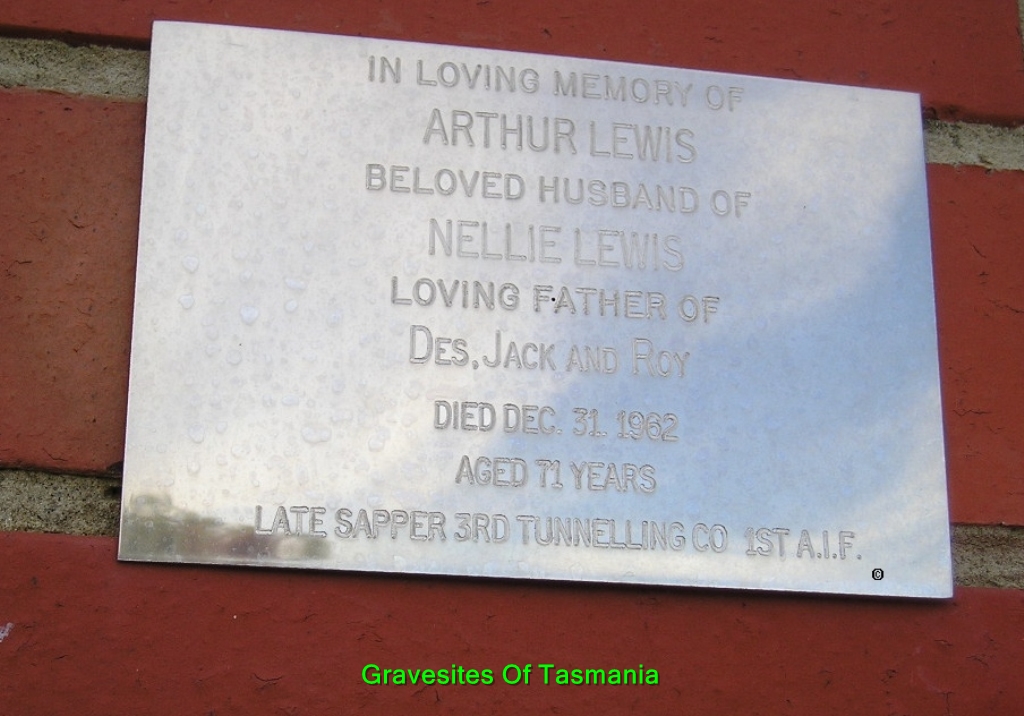 IN LOVING MEMORY OF
ARTHUR LEWIS
BELOVED HUSBAND OF
NELLIE LEWIS
LOVING FATHER OF
DES, JACK AND ROY
DIED DEC. 31. 1962
AGED 71 YEARS
LATE SAPPER 3RD TUNNELLING CO 1ST A.I.F.
©
Gravesites Of Tasmania